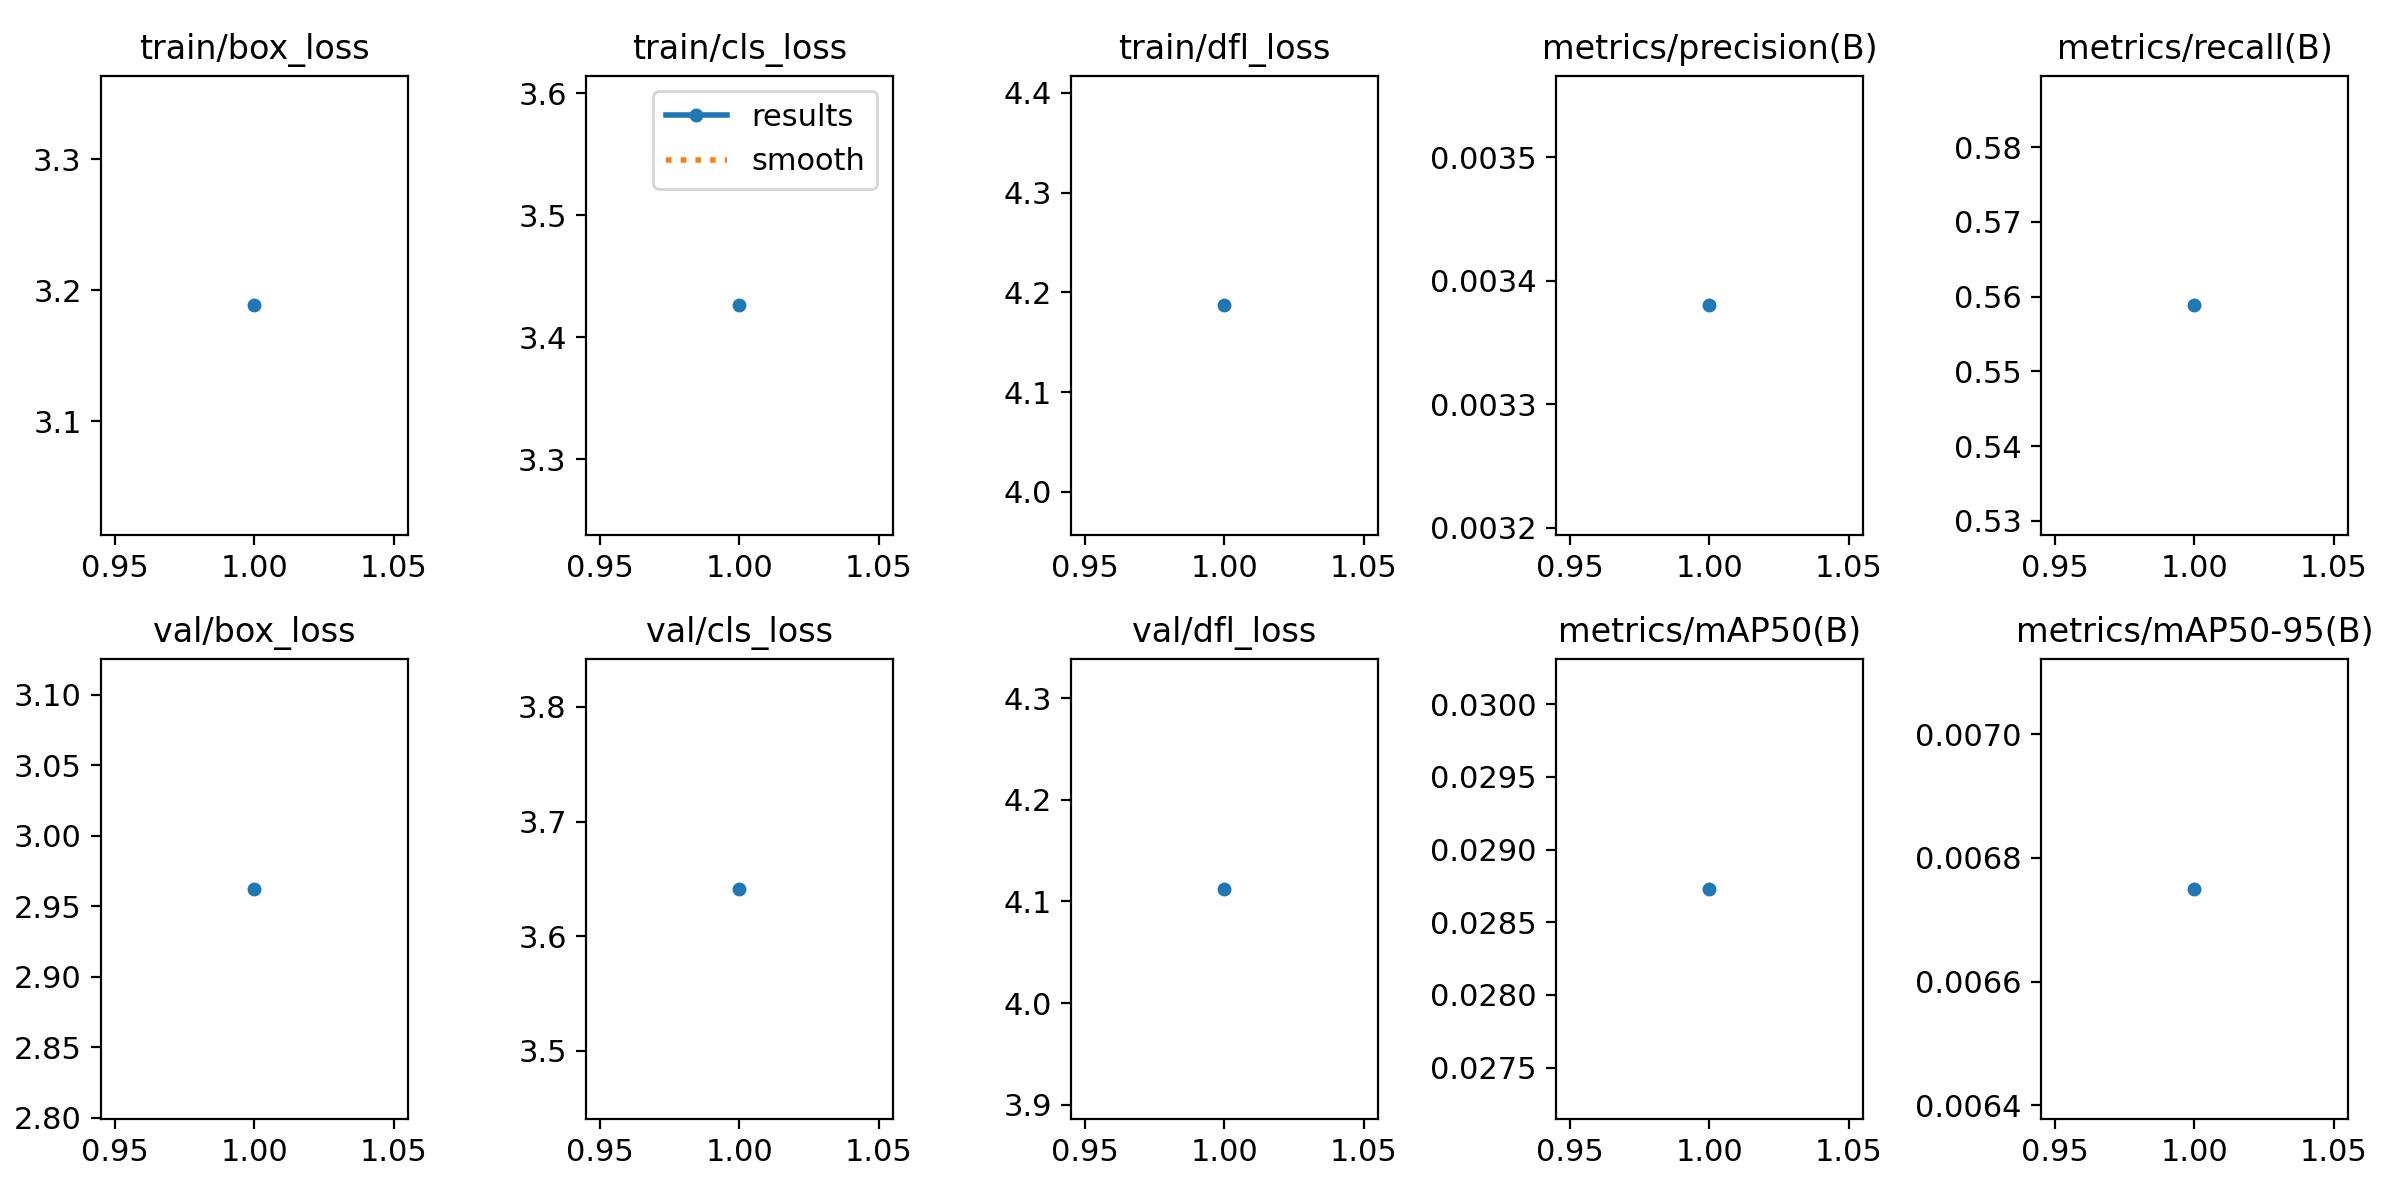 train/box_loss
3.3
3.2
3.1
0.95 1.00 1.05
train/cls_loss
results
smooth
3.6
3.5
3.4
3.3
0.95 1.00 1.05
train/dfl_loss
4.4
4.3
4.2
4.1
4.0
0.95 1.00 1.05
metrics/precision(B)
0.0035
0.0034
0.0033
0.0032
0.95 1.00 1.05
metrics/recall(B)
0.58
0.57
0.56
0.55
0.54
0.53
0.95 1.00 1.05
val/box_loss
3.10
3.05
3.00
2.95
2.90
2.85
2.80
0.95 1.00 1.05
val/cls_loss
3.8
3.7
3.6
3.5
0.95 1.00 1.05
val/dfl_loss
4.3
4.2
4.1
4.0
3.9
0.95 1.00 1.05
metrics/mAP50(B)
0.0300
0.0295
0.0290
0.0285
0.0280
0.0275
0.95 1.00 1.05
metrics/mAP50-95(B)
0.0070
0.0068
0.0066
0.0064
0.95 1.00 1.05